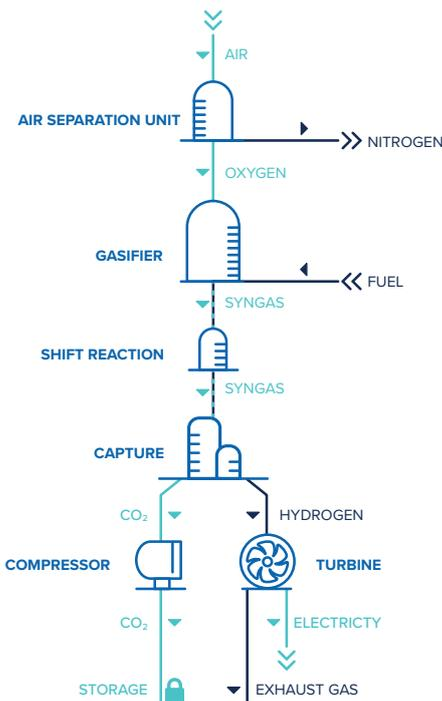 AIR
AIR SEPARATION UNIT
NITROGEN
OXYGEN
GASIFIER
FUEL
SYNGAS
SHIFT REACTION
SYNGAS
CAPTURE
CO₂
HYDROGEN
COMPRESSOR
TURBINE
CO₂
ELECTRICTY
STORAGE
EXHAUST GAS